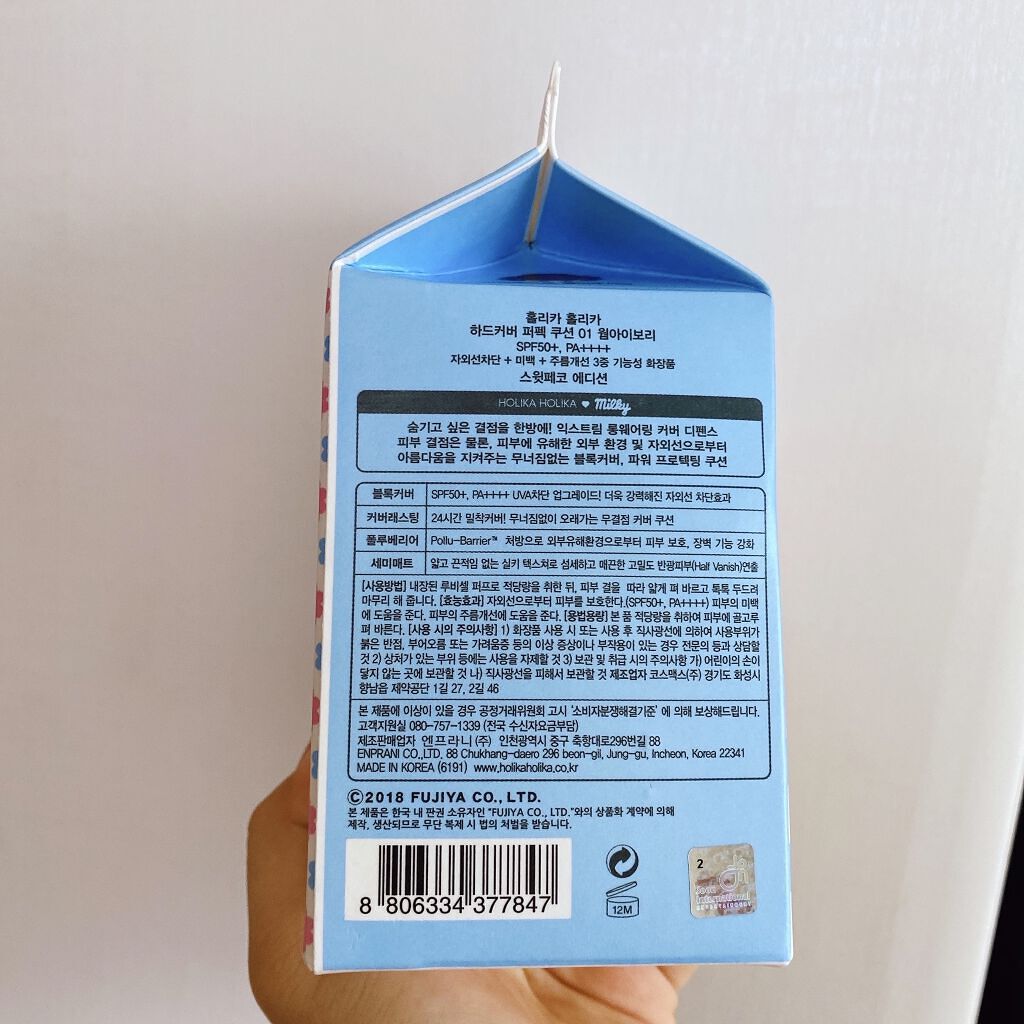 홀리카 홀리카
하드커버 퍼펙 쿠션 01 웜아이보리
SPF50+, PA++++
자외선차단 + 미백 + 주름개선 3중 기능성 화장품
스윗페코 에디션
HOLIKA HOLIKA ♥ Milky
숨기고 싶은 결점을 한방에! 익스트림 롱웨어링 커버 디펜스
피부 결점은 물론, 피부에 유해한 외부 환경 및 자외선으로부터
아름다움을 지켜주는 무너짐없는 블록커버, 파워 프로텍팅 쿠션
블록커버 SPF50+, PA++++ UVA차단 업그레이드! 더욱 강력해진 자외선 차단효과
커버래스팅 24시간 밀착커버! 무너짐없이 오래가는 무결점 커버 쿠션
폴루베리어 Pollu-Barrier™ 처방으로 외부유해환경으로부터 피부 보호, 장벽 기능 강화
세미매트 얇고 끈적임 없는 실키 텍스쳐로 섬세하고 매끈한 고밀도 반광피부(Half Vanish)연출
[사용방법] 내장된 루비셀 퍼프로 적당량을 취한 뒤, 피부 결을 따라 얇게 펴 바르고 톡톡 두드려
마무리 해 줍니다. [효능효과] 자외선으로부터 피부를 보호한다.(SPF50+, PA++++) 피부의 미백
에 도움을 준다. 피부의 주름개선에 도움을 준다. [용법용량] 본 품 적당량을 취하여 피부에 골고루
펴 바른다. [사용 시의 주의사항] 1) 화장품 사용 시 또는 사용 후 직사광선에 의하여 사용부위가
붉은 반점, 부어오름 또는 가려움증 등의 이상 증상이나 부작용이 있는 경우 전문의 등과 상담할
것 2) 상처가 있는 부위 등에는 사용을 자제할 것 3) 보관 및 취급 시의 주의사항 가) 어린이의 손이
닿지 않는 곳에 보관할 것 나) 직사광선을 피해서 보관할 것 제조업자 코스맥스(주) 경기도 화성시
향남읍 제약공단 1길 27, 2길 46
본 제품에 이상이 있을 경우 공정거래위원회 고시 '소비자분쟁해결기준' 에 의해 보상해드립니다.
고객지원실 080-757-1339 (전국 수신자요금부담)
제조판매업자 엔프라니(주) 인천광역시 중구 축항대로296번길 88
ENPRANI CO.,LTD. 88 Chukhang-daero 296 beon-gil, Jung-gu, Incheon, Korea 22341
MADE IN KOREA (6191) www.holikaholika.co.kr
©2018 FUJIYA CO., LTD.
본 제품은 한국 내 판권 소유자인 "FUJIYA CO., LTD."와의 상품화 계약에 의해
제작, 생산되므로 무단 복제 시 법의 처벌을 받습니다.
8 806334 377847
12M
2
International